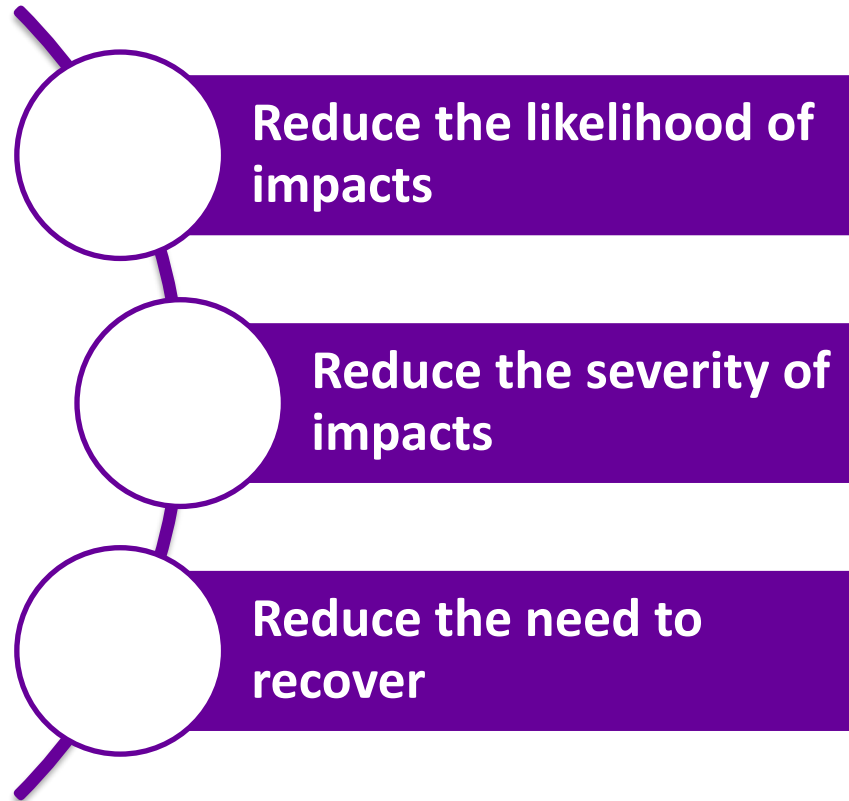 Reduce the likelihood of
impacts
Reduce the severity of
impacts
Reduce the need to
recover